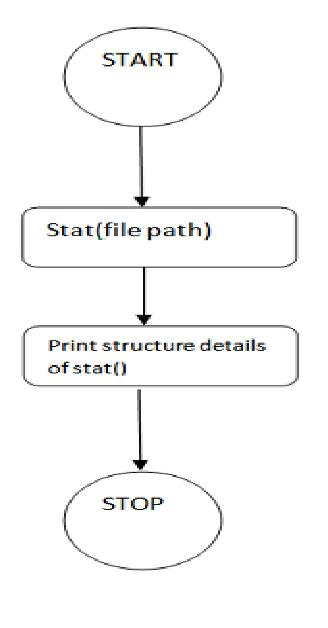 START
Stat(file path)
Print structure details
of stat()
STOP